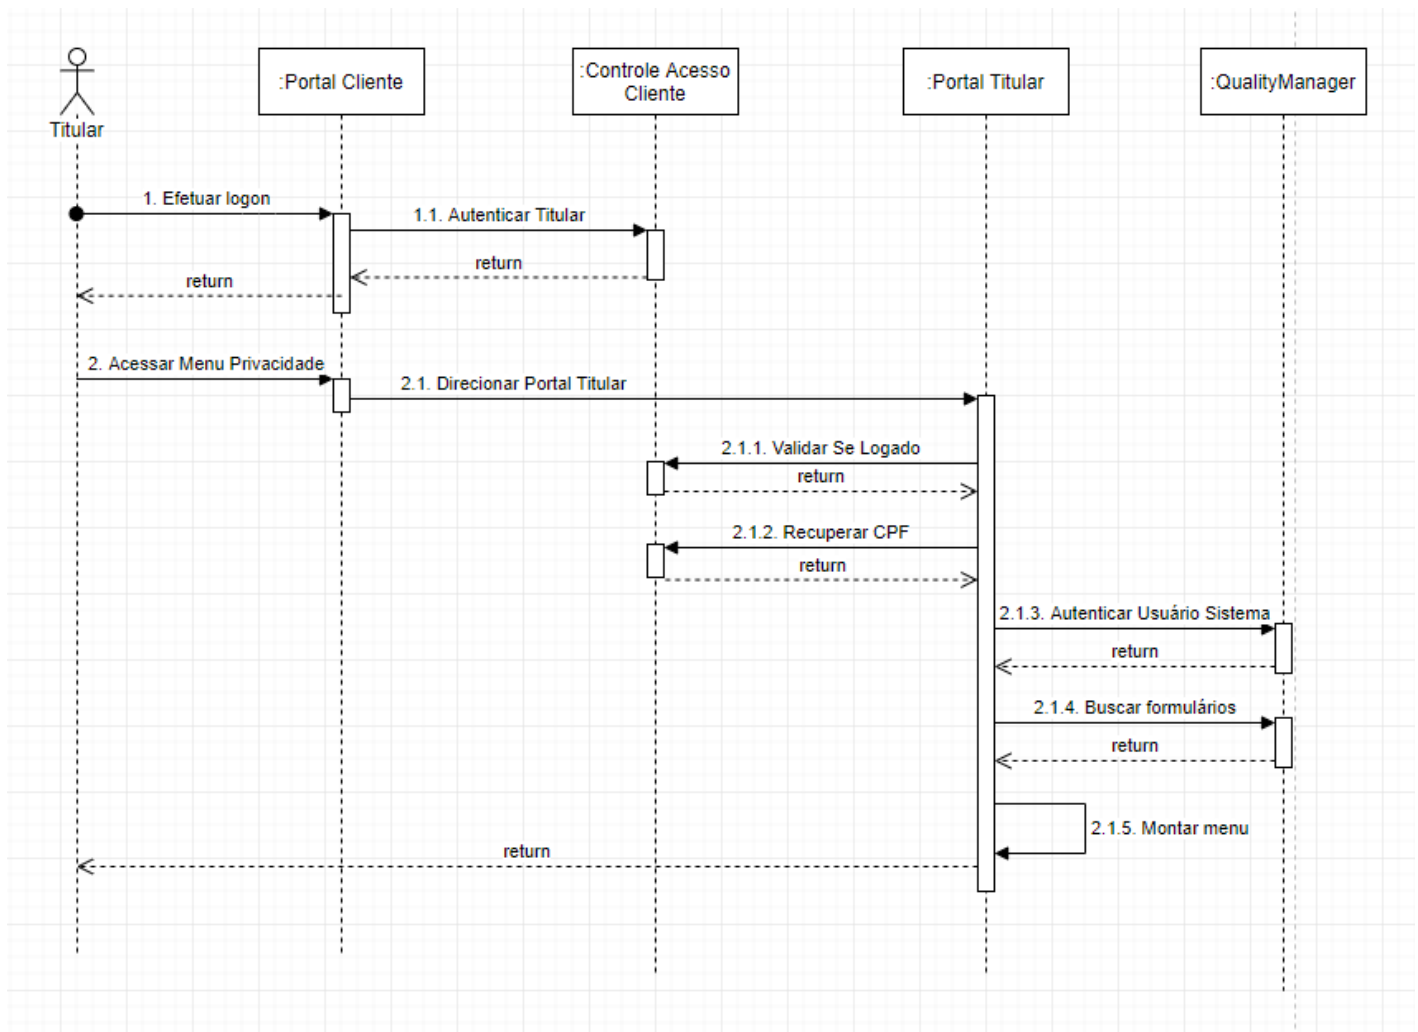 :Portal Cliente
:Controle Acesso
Cliente
:Portal Titular
:QualityManager
Titular
1. Efetuar logon
1.1. Autenticar Titular
return
return
2. Acessar Menu Privacidade
2.1. Direcionar Portal Titular
2.1.1. Validar Se Logado
return
2.1.2. Recuperar CPF
return
2.1.3. Autenticar Usuário Sistema
return
2.1.4. Buscar formulários
return
2.1.5. Montar menu
return